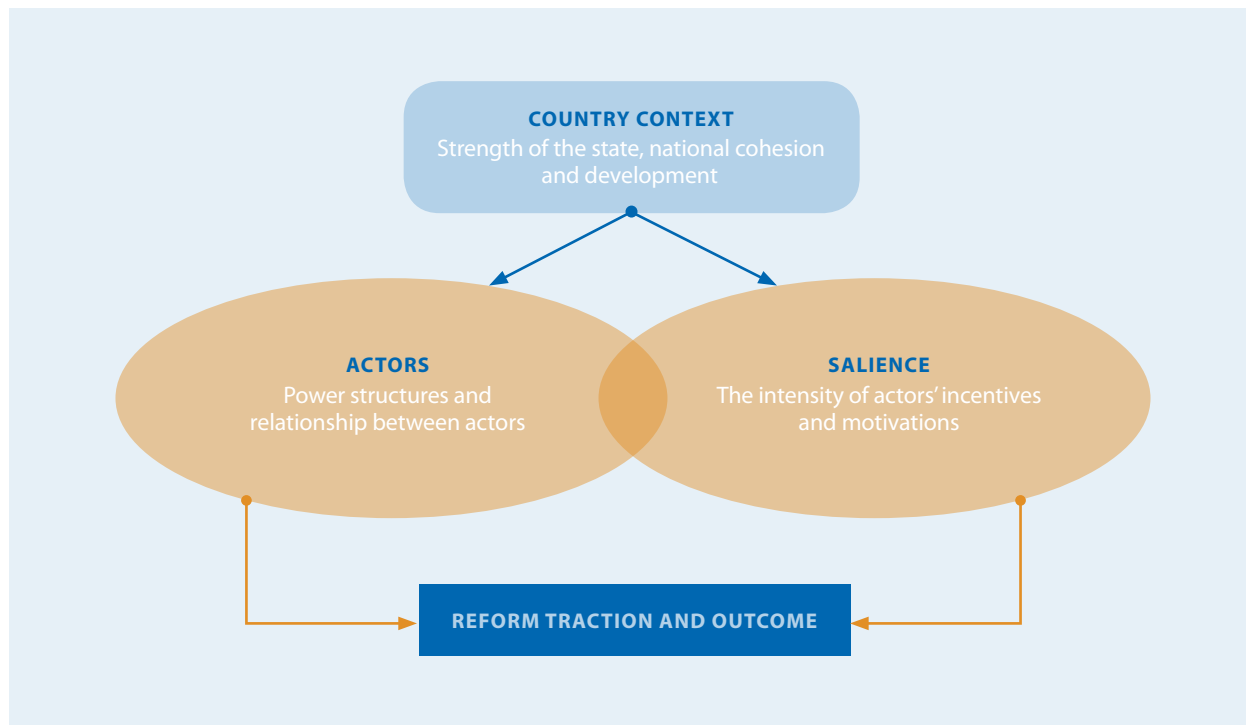 COUNTRY CONTEXT
Strength of the state, national cohesion
and development
ACTORS
Power structures and
relationship between actors
SALIENCE
The intensity of actors’ incentives
and motivations
REFORM TRACTION AND OUTCOME